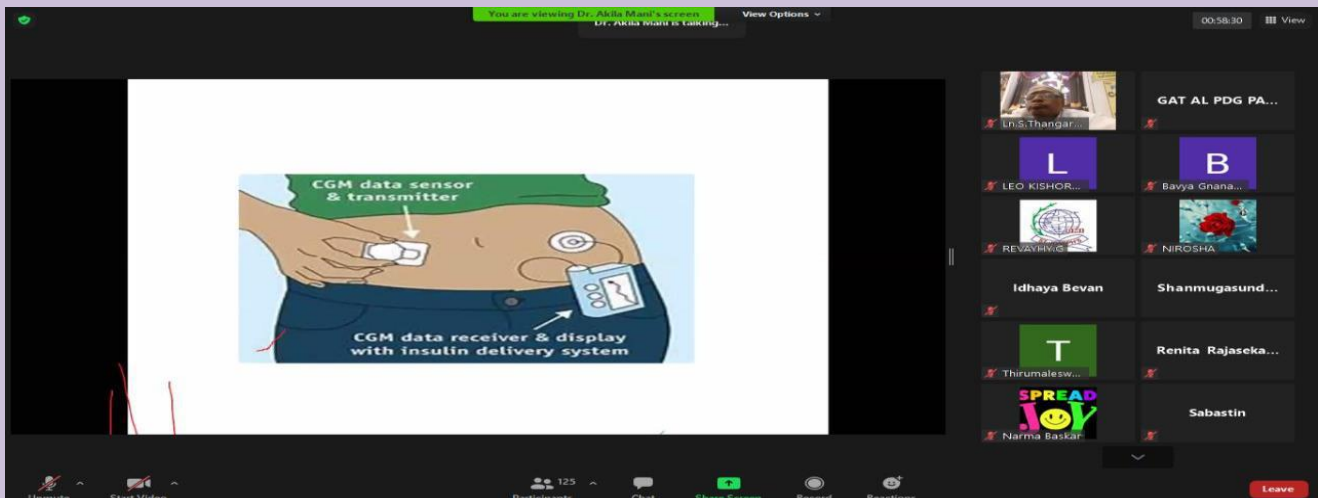 You are viewing Dr. Akila Mani's screen
View Options
Dr. Akila Mani is talking...
00:58:30
View
CGM data sensor
& transmitter
CGM data receiver & display
with insulin delivery system
Ln.S.Thangar...
GAT AL PDG PA...
L
LEO KISHOR...
B
Bavya Gnana...
REVATHY.G
NIROSHA
Idhaya Bevan
Shanmugasund...
T
Thirumalesw...
Renita Rajaseka...
SPREAD
JOY
Narma Baskar
Sabastin
Unmute
Start Video
Participants
125
Chat
Share Screen
Record
Reactions
Leave